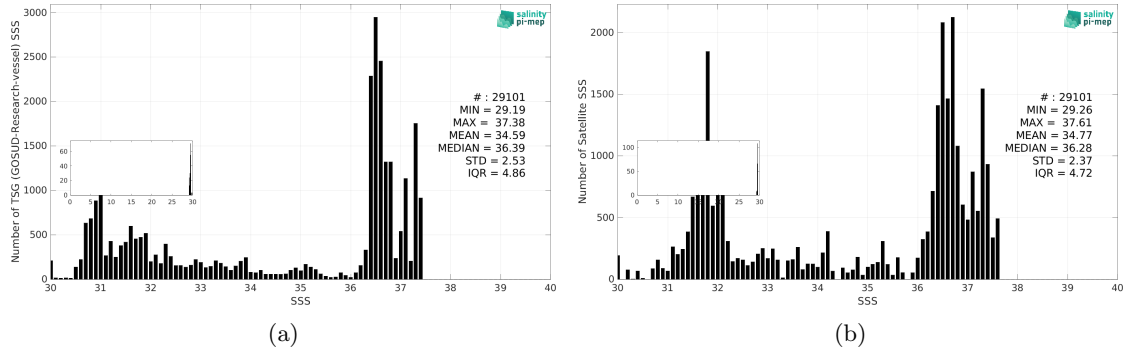 salinity
pi-mep
Number of TSG (GOSUD-Research-vessel) SSS
3000
2500
2000
1500
1000
500
0
# : 29101
MIN = 29.19
MAX = 37.38
MEAN = 34.59
MEDIAN = 36.39
STD = 2.53
IQR = 4.86
60
40
20
0
0 5 10 15 20 25 30
30 31 32 33 34 35 36 37 38 39 40
SSS
(a)
salinity
pi-mep
Number of Satellite SSS
2000
1500
1000
500
0
# : 29101
MIN = 29.26
MAX = 37.61
MEAN = 34.77
MEDIAN = 36.28
STD = 2.37
IQR = 4.72
100
50
0
0 5 10 15 20 25 30
30 31 32 33 34 35 36 37 38 39 40
SSS
(b)